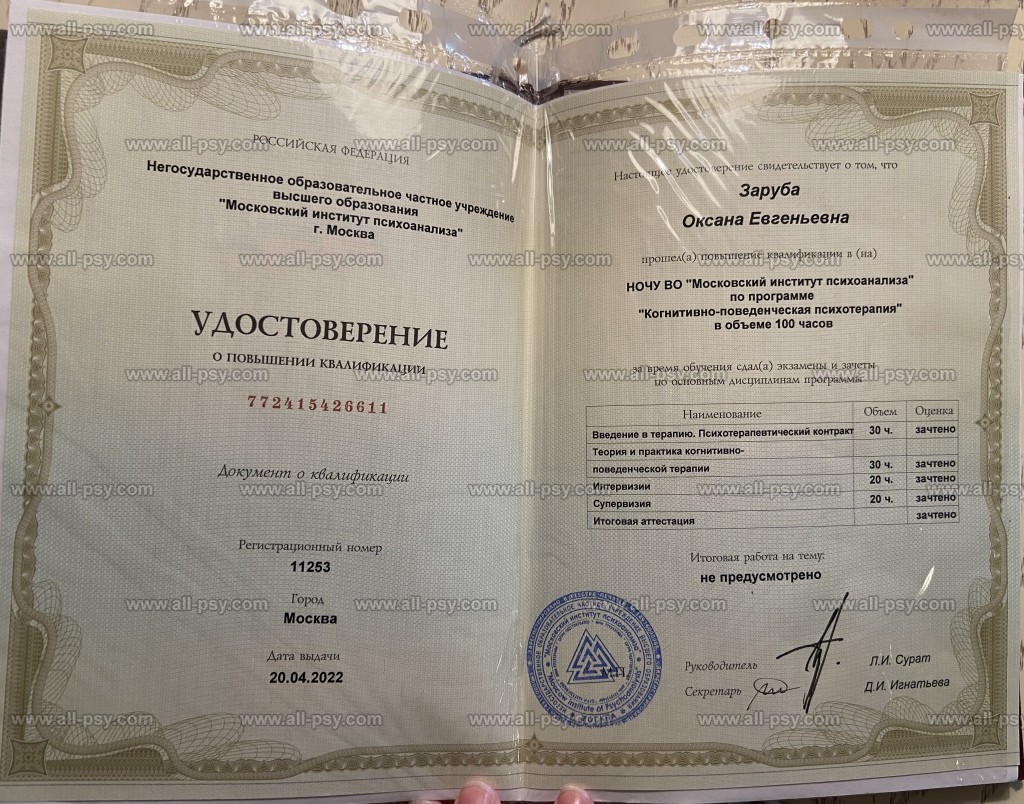 РОССИЙСКАЯ ФЕДЕРАЦИЯ
Негосударственное образовательное частное учреждение
высшего образования
"Московский институт психоанализа"
г. Москва
УДОСТОВЕРЕНИЕ
О ПОВЫШЕНИИ КВАЛИФИКАЦИИ
772415426611
Документ о квалификации
Регистрационный номер
11253
Город
Москва
Дата выдачи
20.04.2022
Настоящее удостоверение свидетельствует о том, что
Заруба
Оксана Евгеньевна
прошел(а) повышение квалификации в (на)
НОЧУ ВО "Московский институт психоанализа"
по программе
"Когнитивно-поведенческая психотерапия"
в объеме 100 часов
за время обучения сдал(а) экзамены и зачеты
по основным дисциплинам программы
Наименование Объем Оценка
Введение в терапию. Психотерапевтический контракт 30 ч. зачтено
Теория и практика когнитивно-
поведенческой терапии 30 ч. зачтено
Интервизии 20 ч. зачтено
Супервизия 20 ч. зачтено
Итоговая аттестация зачтено
Итоговая работа на тему:
не предусмотрено
М.П.
Руководитель Л.И. Сурат
Секретарь Д.И. Игнатьева
www.all-psy.com